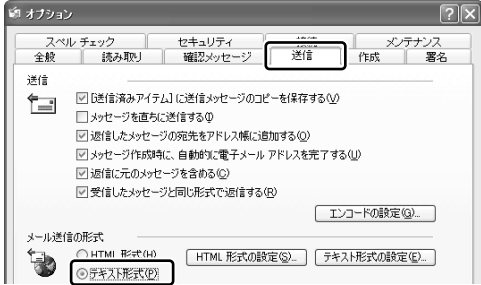 オプション
スペル チェック セキュリティ 接続 メンテナンス
全般 読み取り 確認メッセージ 送信 作成 署名
送信
[送信済みアイテム] に送信メッセージのコピーを保存する(V)
メッセージを直ちに送信する(I)
返信したメッセージの宛先をアドレス帳に追加する(O)
メッセージ作成時に、自動的に電子メール アドレスを完了する(U)
返信に元のメッセージを含める(C)
受信したメッセージと同じ形式で返信する(R)
エンコードの設定(G)...
メール送信の形式
HTML 形式(H) HTML 形式の設定(S)... テキスト形式の設定(E)...
テキスト形式(P)